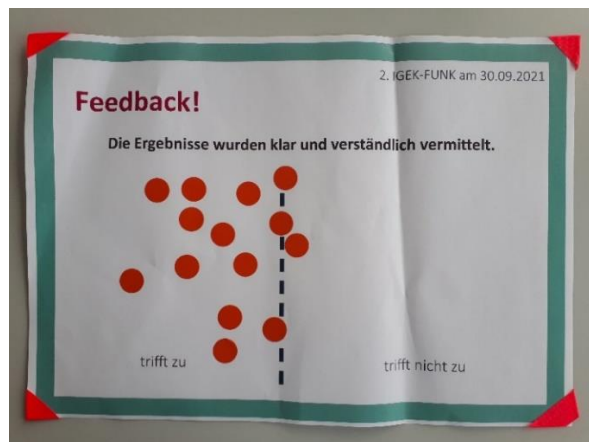 2. IGEK-FUNK am 30.09.2021
Feedback!
Die Ergebnisse wurden klar und verständlich vermittelt.
trifft zu
trifft nicht zu